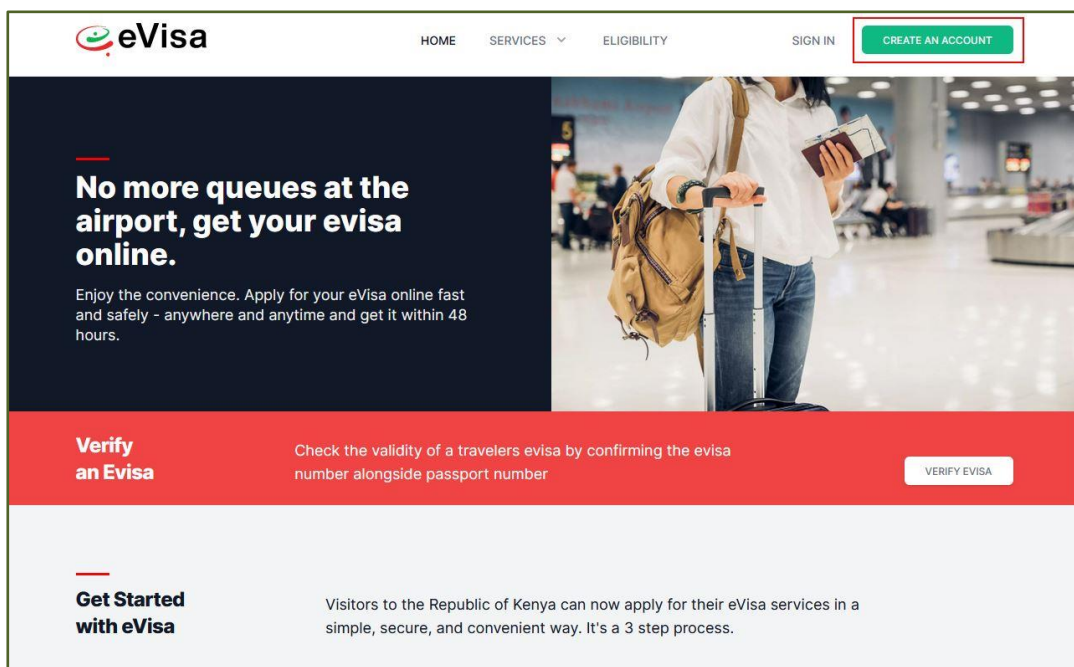 eVisa
HOME
SERVICES
ELIGIBILITY
SIGN IN
CREATE AN ACCOUNT
No more queues at the
airport, get your evisa
online.
Enjoy the convenience. Apply for your eVisa online fast
and safely - anywhere and anytime and get it within 48
hours.
5
Verify
an Evisa
Check the validity of a travelers evisa by confirming the evisa
number alongside passport number
VERIFY EVISA
Get Started
with eVisa
Visitors to the Republic of Kenya can now apply for their eVisa services in a
simple, secure, and convenient way. It's a 3 step process.